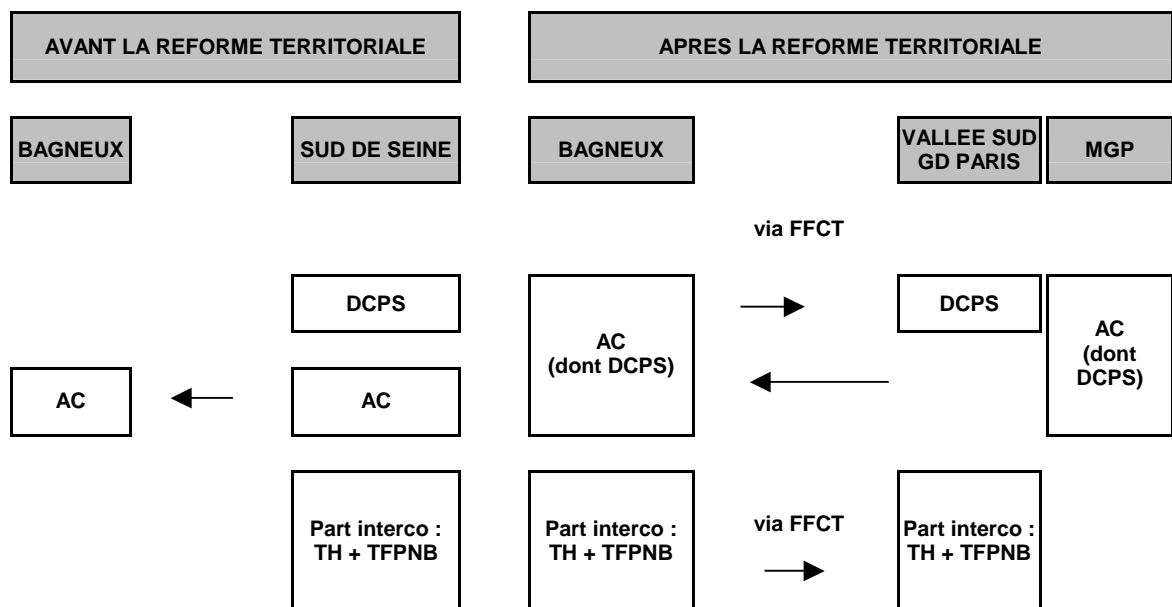 AVANT LA REFORME TERRITORIALE
APRES LA REFORME TERRITORIALE
BAGNEUX
SUD DE SEINE
BAGNEUX
VALLEE SUD
GD PARIS
MGP
via FFCT
DCPS
AC
(dont DCPS)
DCPS
AC
(dont
DCPS)
AC
AC
Part interco :
TH + TFPNB
Part interco :
TH + TFPNB
via FFCT
Part interco :
TH + TFPNB